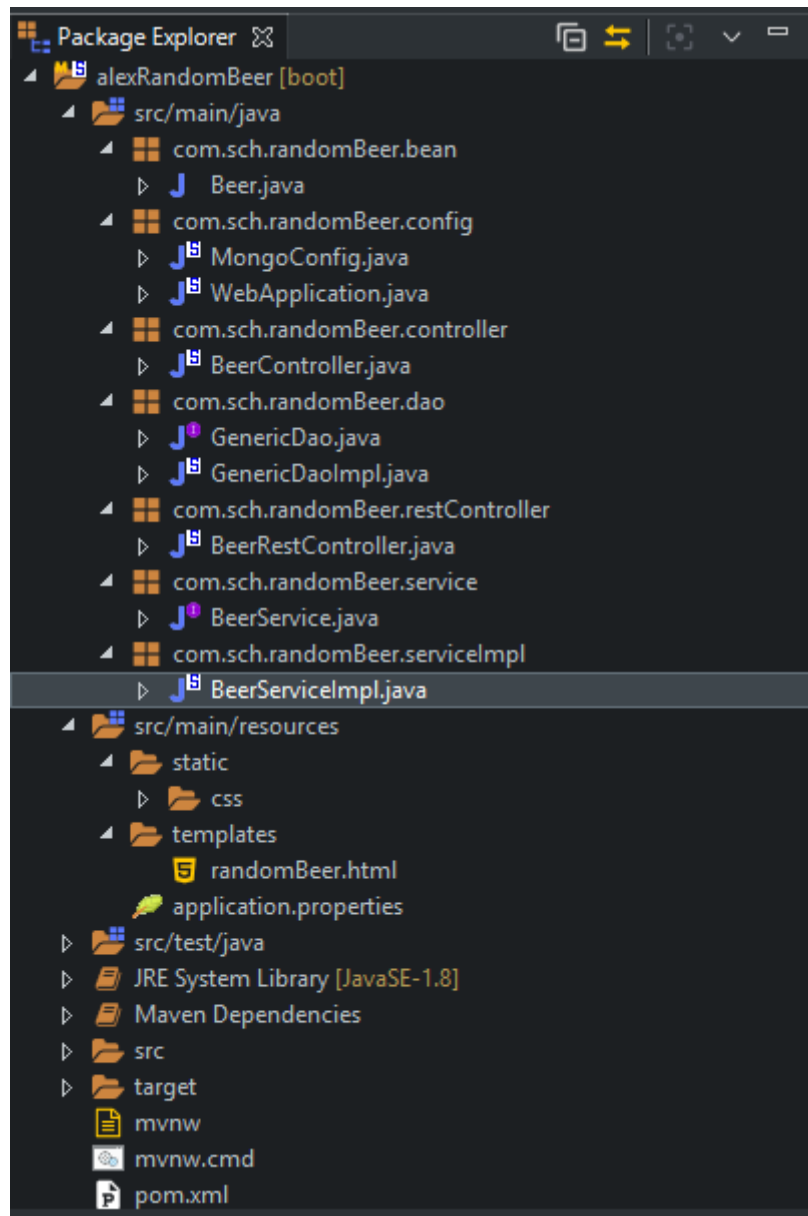 Package Explorer
alexRandomBeer [boot]
src/main/java
com.sch.randomBeer.bean
Beer.java
com.sch.randomBeer.config
MongoConfig.java
WebApplication.java
com.sch.randomBeer.controller
BeerController.java
com.sch.randomBeer.dao
GenericDao.java
GenericDaoImpl.java
com.sch.randomBeer.restController
BeerRestController.java
com.sch.randomBeer.service
BeerService.java
com.sch.randomBeer.serviceImpl
BeerServiceImpl.java
src/main/resources
static
css
templates
randomBeer.html
application.properties
src/test/java
JRE System Library [JavaSE-1.8]
Maven Dependencies
src
target
mvnw
mvnw.cmd
pom.xml